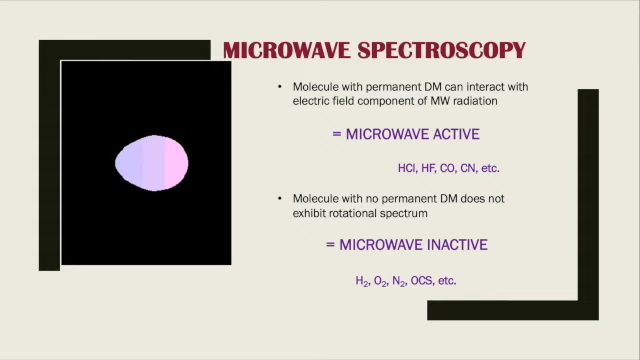 MICROWAVE SPECTROSCOPY
• Molecule with permanent DM can interact with
electric field component of MW radiation
= MICROWAVE ACTIVE
HCl, HF, CO, CN, etc.
• Molecule with no permanent DM does not
exhibit rotational spectrum
= MICROWAVE INACTIVE
H₂, O₂, N₂, OCS, etc.